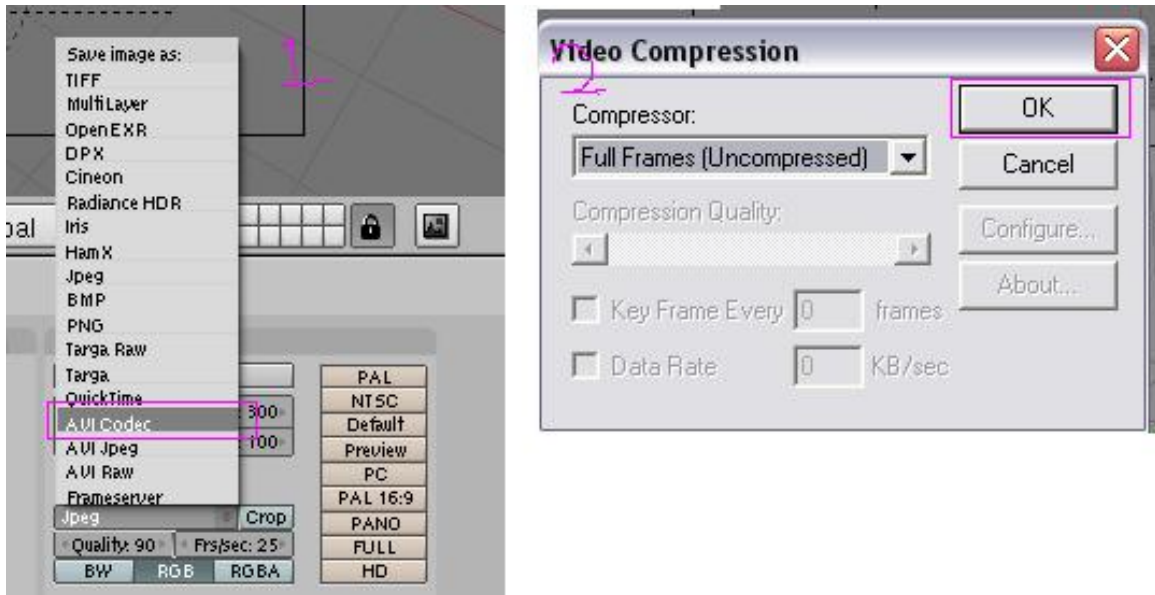 1
Save image as:
TIFF
MultiLayer
OpenEXR
DPX
Cineon
Radiance HDR
Iris
HamX
Jpeg
BMP
PNG
Targa Raw
Targa
QuickTime
AVI Codec
AVI Jpeg
AVI Raw
Frameserver
Jpeg
Crop
Quality: 90
Frs/sec: 25
BW
RGB
RGBA
300
100
PAL
NTSC
Default
Preview
PC
PAL 16:9
PANO
FULL
HD
2
Video Compression
Compressor:
Full Frames (Uncompressed)
Compression Quality:
Key Frame Every 0 frames
Data Rate 0 KB/sec
OK
Cancel
Configure...
About...